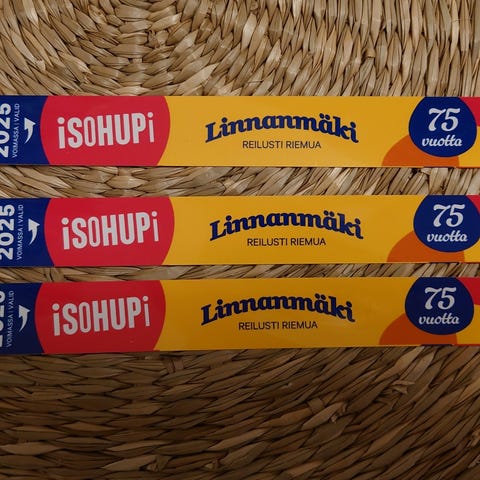 2025
VOIMASSA | VALID
iSOHUPi
Linnanmäki
REILUSTI RIEMUA
75
vuotta
2025
VOIMASSA | VALID
iSOHUPi
Linnanmäki
REILUSTI RIEMUA
75
vuotta
VOIMASSA | VALID
iSOHUPi
Linnanmäki
REILUSTI RIEMUA
75
vuotta